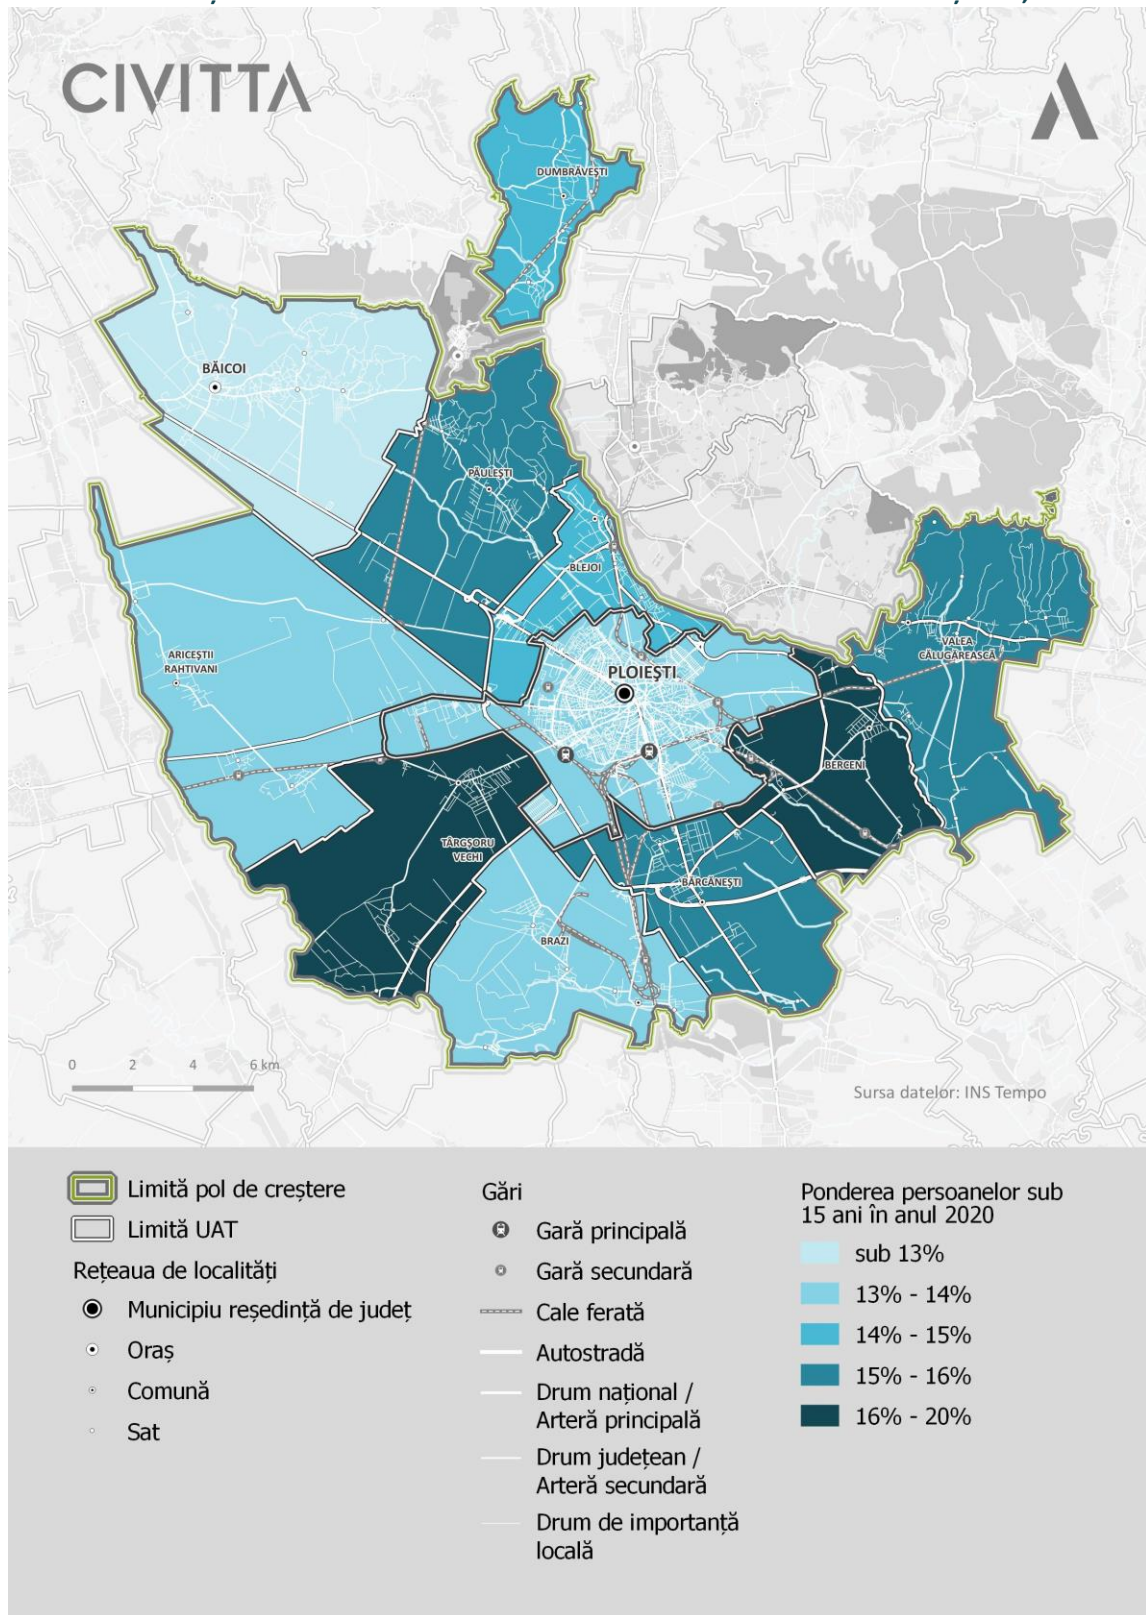 CIVITTA
DUMBRĂVEȘTI
BĂICOI
PĂULEȘTI
BLEJOI
ARICEȘTII
RAHTIVANI
PLOIEȘTI
VALEA
CĂLUGĂREASCĂ
BERCENI
TÂRGȘORU
VECHI
BĂRCĂNEȘTI
BRAZI
0 2 4 6 km
Sursa datelor: INS Tempo
Limită pol de creștere
Limită UAT
Rețeaua de localități
Municipiu reședință de județ
Oraș
Comună
Sat
Gări
Gară principală
Gară secundară
Cale ferată
Autostradă
Drum național /
Arteră principală
Drum județean /
Arteră secundară
Drum de importanță
locală
Ponderea persoanelor sub
15 ani în anul 2020
sub 13%
13% - 14%
14% - 15%
15% - 16%
16% - 20%